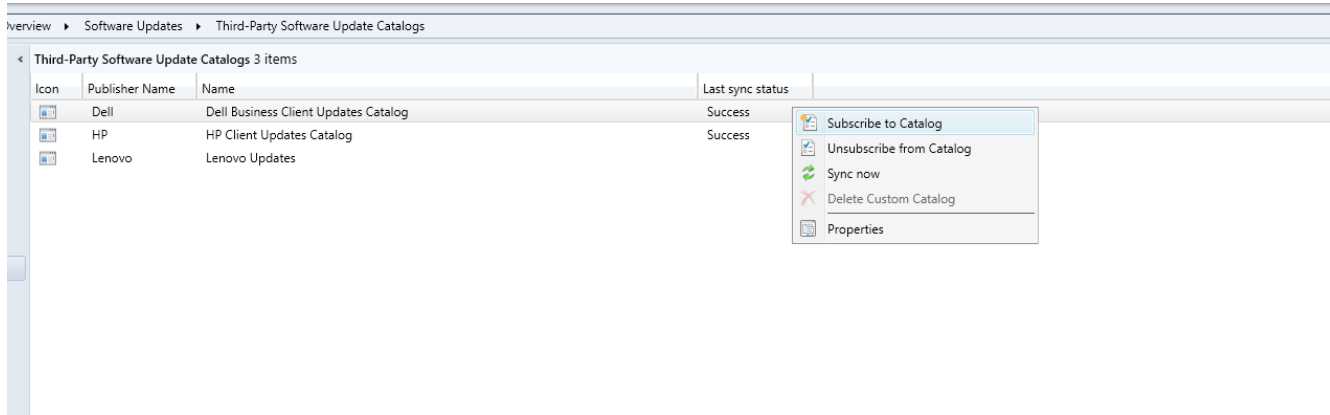 Overview ▸ Software Updates ▸ Third-Party Software Update Catalogs
Third-Party Software Update Catalogs 3 items
Icon Publisher Name Name Last sync status
Dell Dell Business Client Updates Catalog Success
HP HP Client Updates Catalog Success
Lenovo Lenovo Updates
Subscribe to Catalog
Unsubscribe from Catalog
Sync now
Delete Custom Catalog
Properties